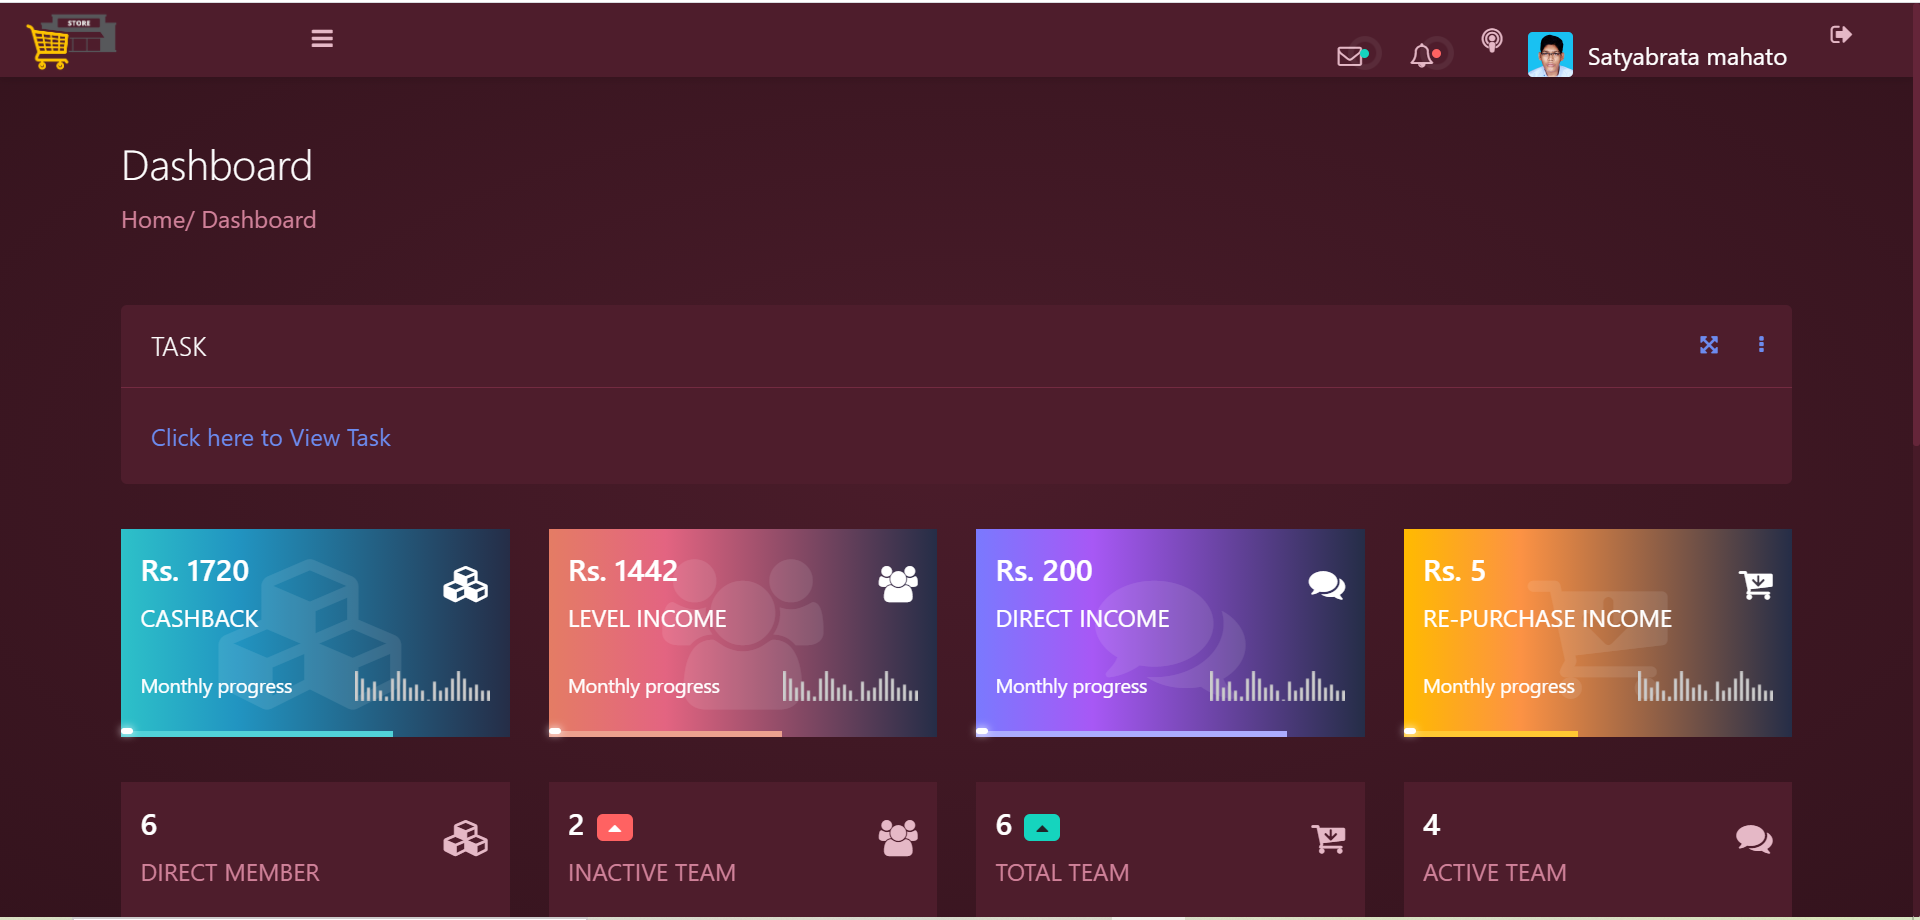 STORE
Satyabrata mahato
Dashboard
Home/ Dashboard
TASK
Click here to View Task
Rs. 1720
CASHBACK
Monthly progress
Rs. 1442
LEVEL INCOME
Monthly progress
Rs. 200
DIRECT INCOME
Monthly progress
Rs. 5
RE-PURCHASE INCOME
Monthly progress
6
DIRECT MEMBER
2
INACTIVE TEAM
6
TOTAL TEAM
4
ACTIVE TEAM